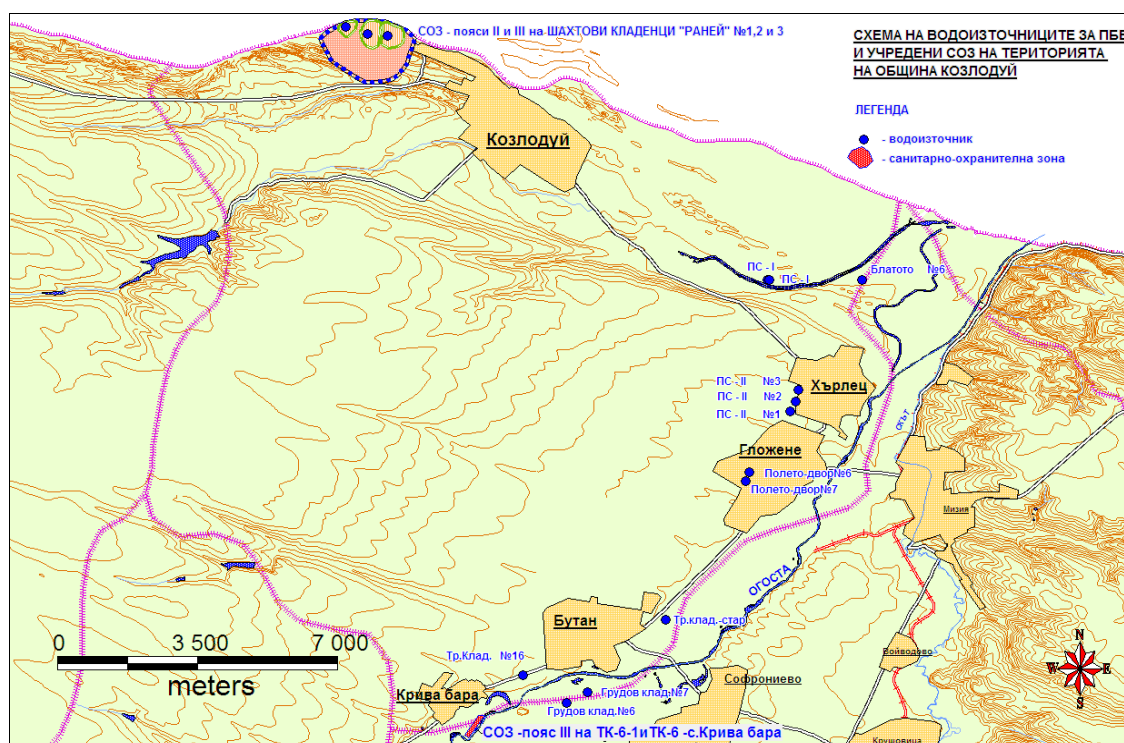 СОЗ - пояси II и III на ШАХТОВИ КЛАДЕНЦИ "РАНЕЙ" №1,2 и 3
СХЕМА НА ВОДОИЗТОЧНИЦИТЕ ЗА ПБЕ
И УЧРЕДЕНИ СОЗ НА ТЕРИТОРИЯТА
НА ОБЩИНА КОЗЛОДУЙ
ЛЕГЕНДА
- водоизточник
- санитарно-охранителна зона
Козлодуй
ПС - I
ПС - I
Блатото №6
ПС - II №3
ПС - II №2
ПС - II №1
Хърлец
скът
Гложене
Полето-двор№6
Полето-двор№7
Мизия
ОГОСТА
Бутан
Тр.клад.-стар
Войводово
0 3 500 7 000
meters
Тр.Клад. №16
Софрониево
Крива бара
Грудов клад.№7
Грудов клад.№6
СОЗ -пояс III на ТК-6-1иТК-6 -с.Крива бара
Крушовица
N
W E
S